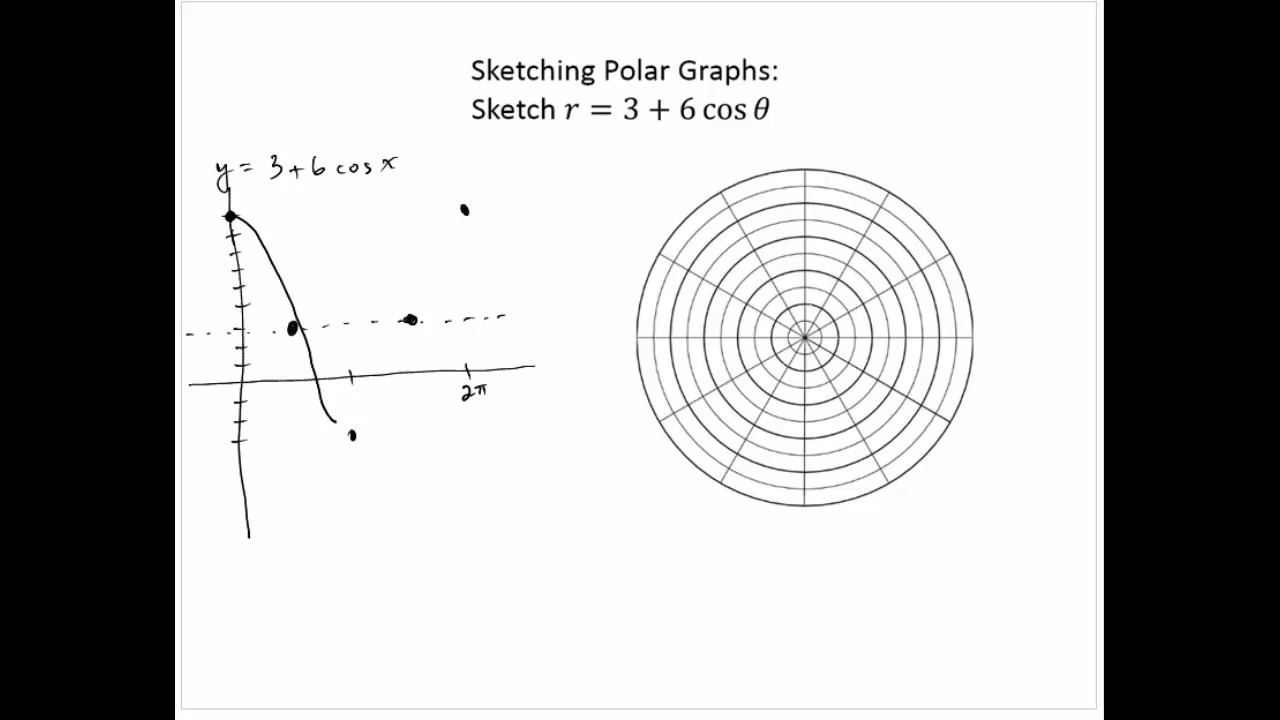 Sketching Polar Graphs:
Sketch r = 3 + 6 cos θ
y = 3+6 cos x
2π